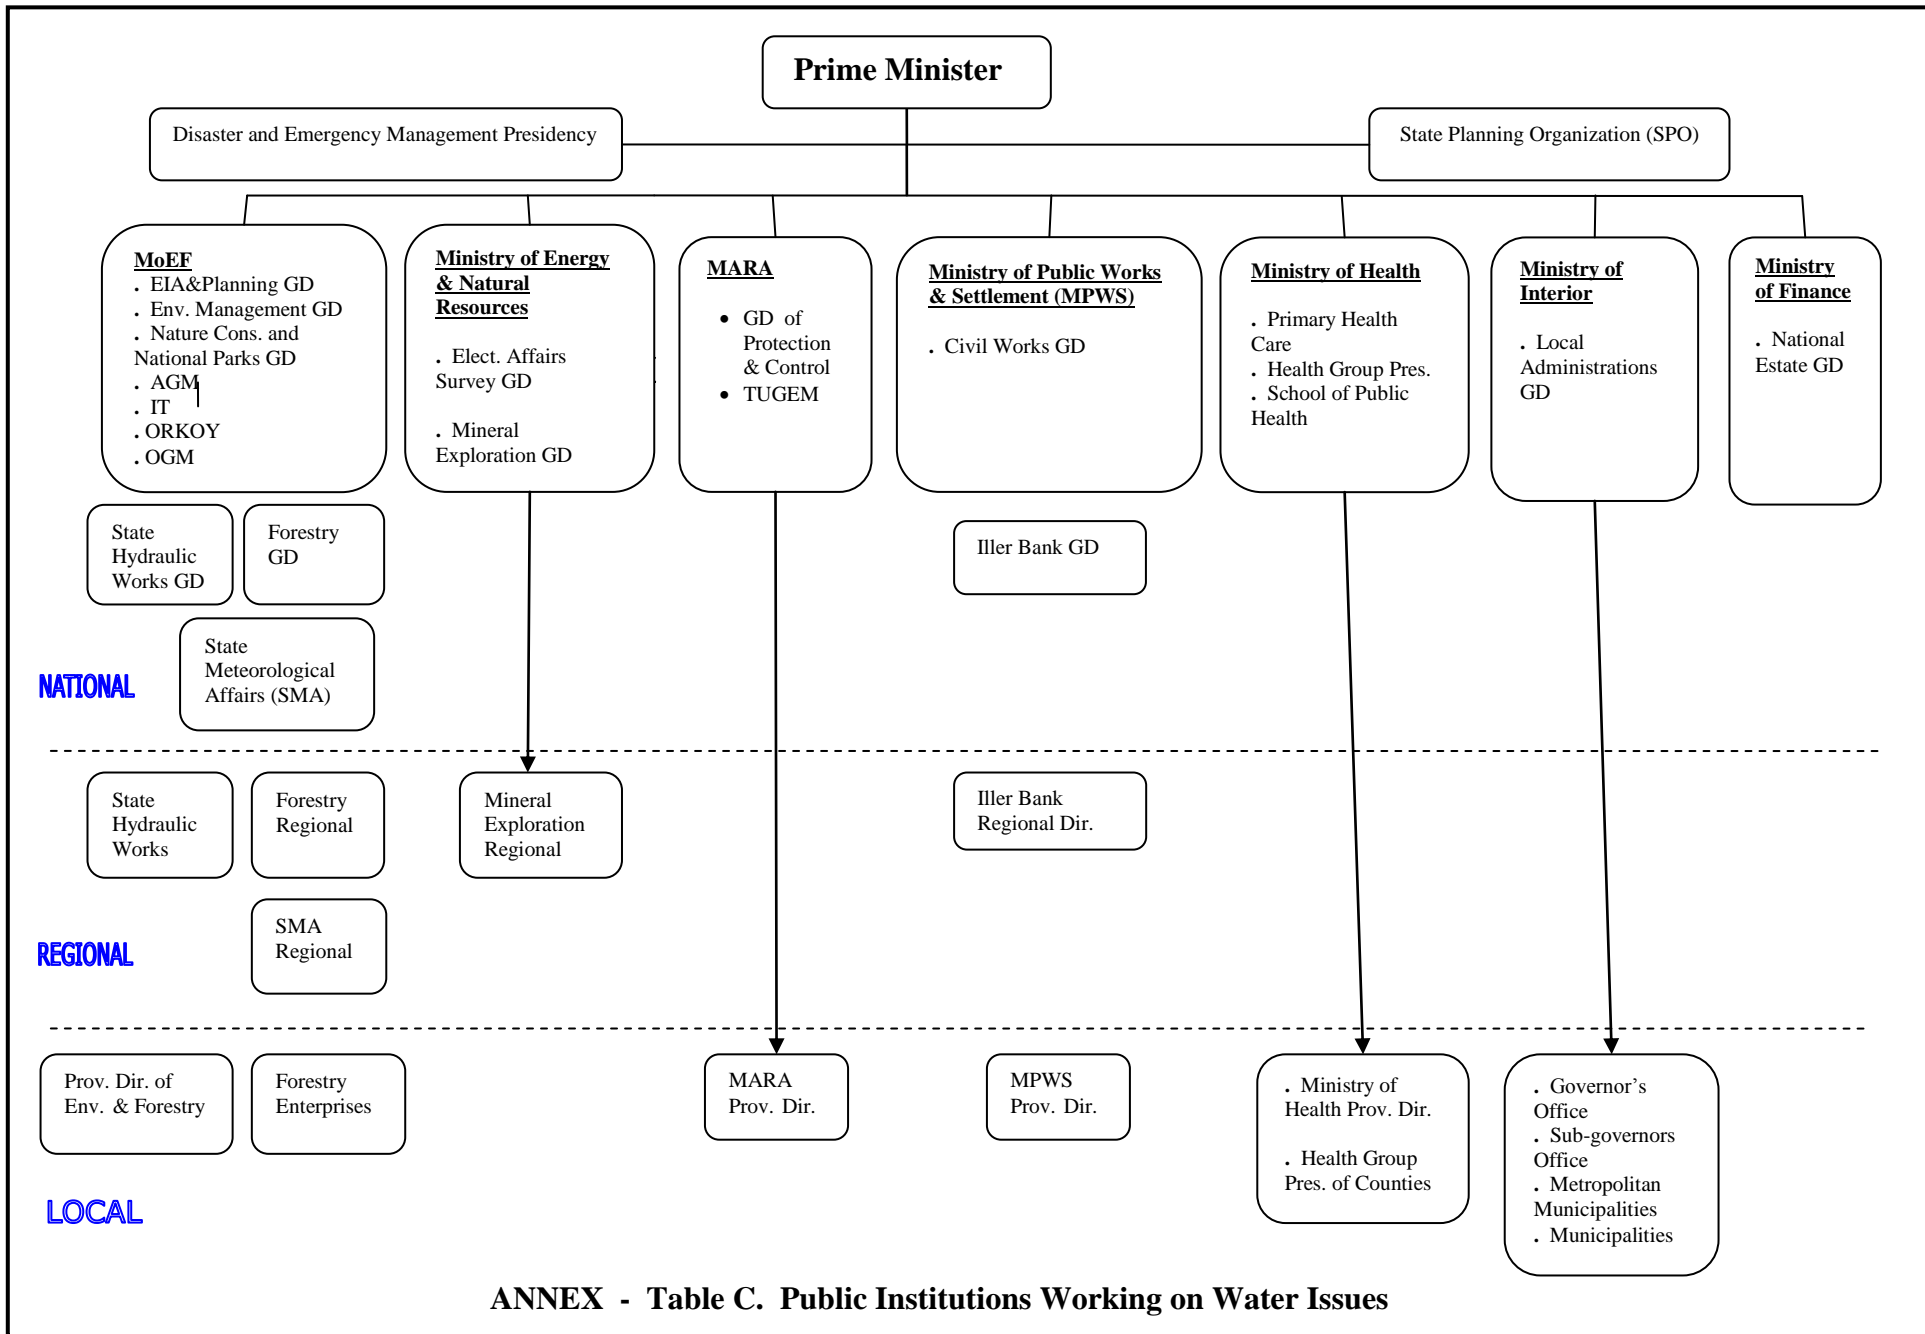 Prime Minister
Disaster and Emergency Management Presidency
State Planning Organization (SPO)
MoEF
. EIA&Planning GD
. Env. Management GD
. Nature Cons. and
National Parks GD
. AGM
. IT
. ORKOY
. OGM
Ministry of Energy
& Natural
Resources
. Elect. Affairs
Survey GD
. Mineral
Exploration GD
MARA
• GD of
Protection
& Control
• TUGEM
Ministry of Public Works
& Settlement (MPWS)
. Civil Works GD
Ministry of Health
. Primary Health
Care
. Health Group Pres.
. School of Public
Health
Ministry of
Interior
. Local
Administrations
GD
Ministry
of Finance
. National
Estate GD
State
Hydraulic
Works GD
Forestry
GD
Iller Bank GD
State
Meteorological
Affairs (SMA)
NATIONAL
State
Hydraulic
Works
Forestry
Regional
Mineral
Exploration
Regional
Iller Bank
Regional Dir.
SMA
Regional
REGIONAL
Prov. Dir. of
Env. & Forestry
Forestry
Enterprises
MARA
Prov. Dir.
MPWS
Prov. Dir.
. Ministry of
Health Prov. Dir.
. Health Group
Pres. of Counties
. Governor’s
Office
. Sub-governors
Office
. Metropolitan
Municipalities
. Municipalities
LOCAL
ANNEX - Table C. Public Institutions Working on Water Issues